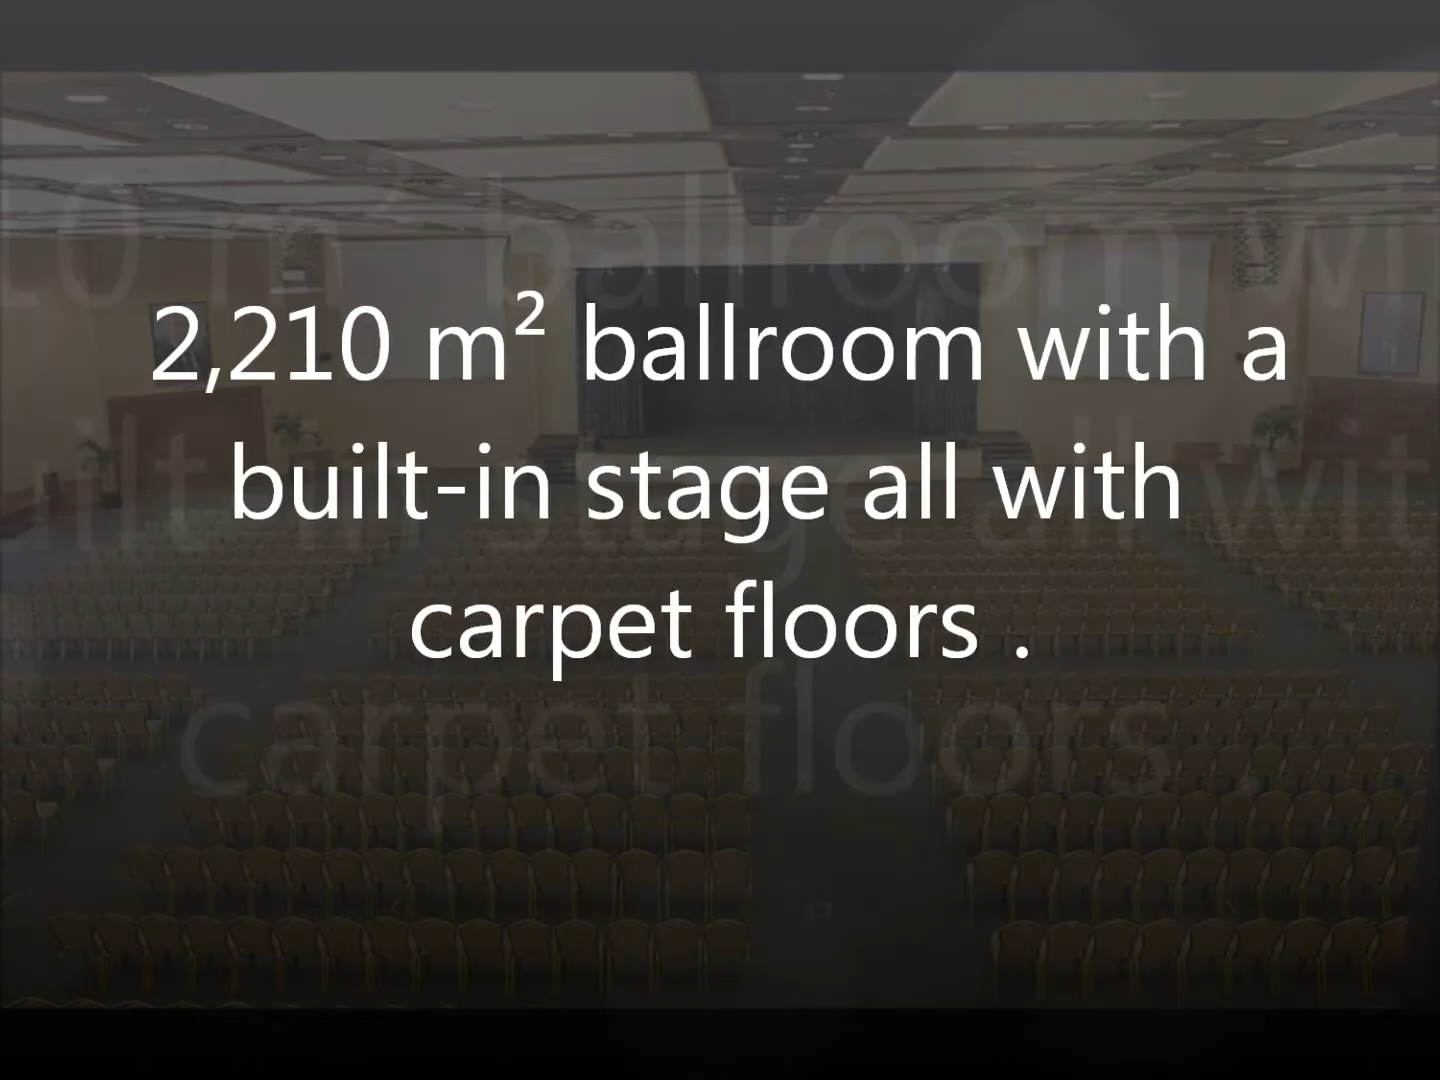 2,210 m² ballroom with a
built-in stage all with
carpet floors .